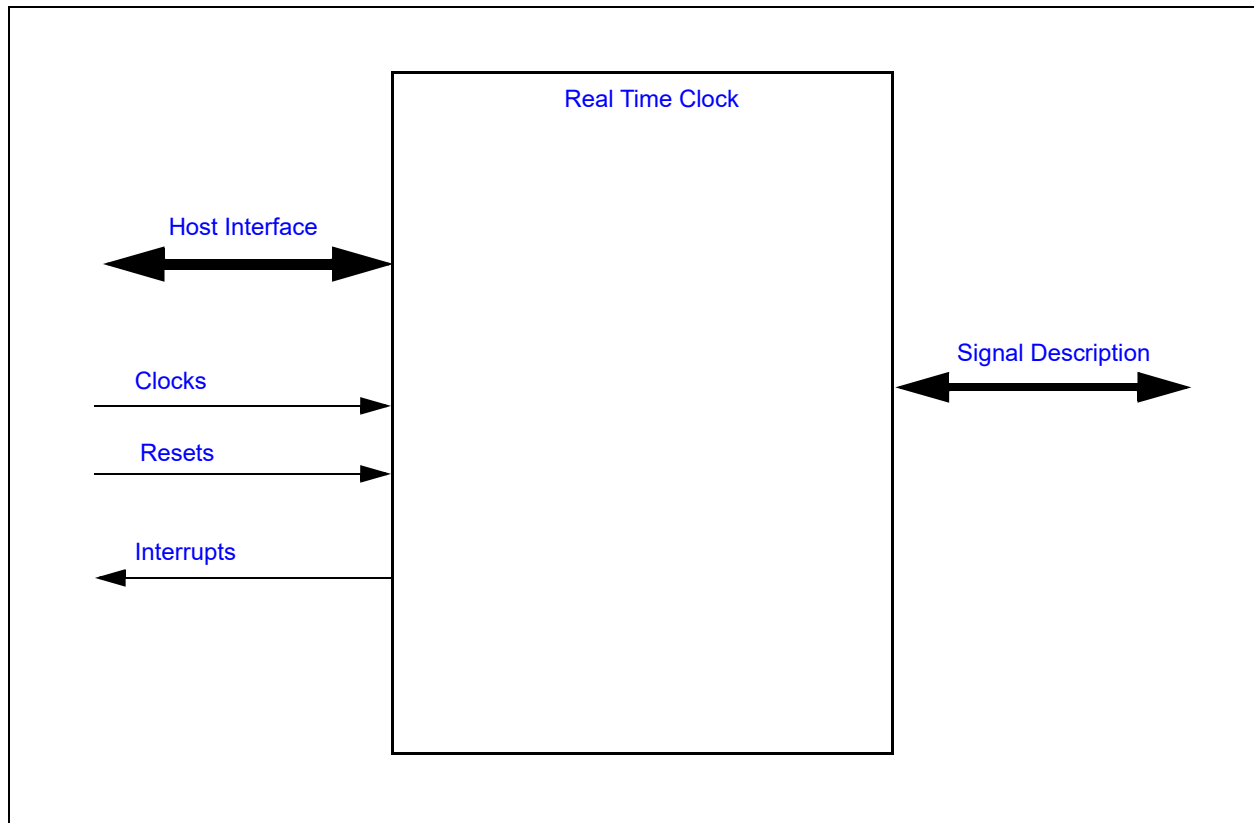 Real Time Clock
Host Interface
Signal Description
Clocks
Resets
Interrupts